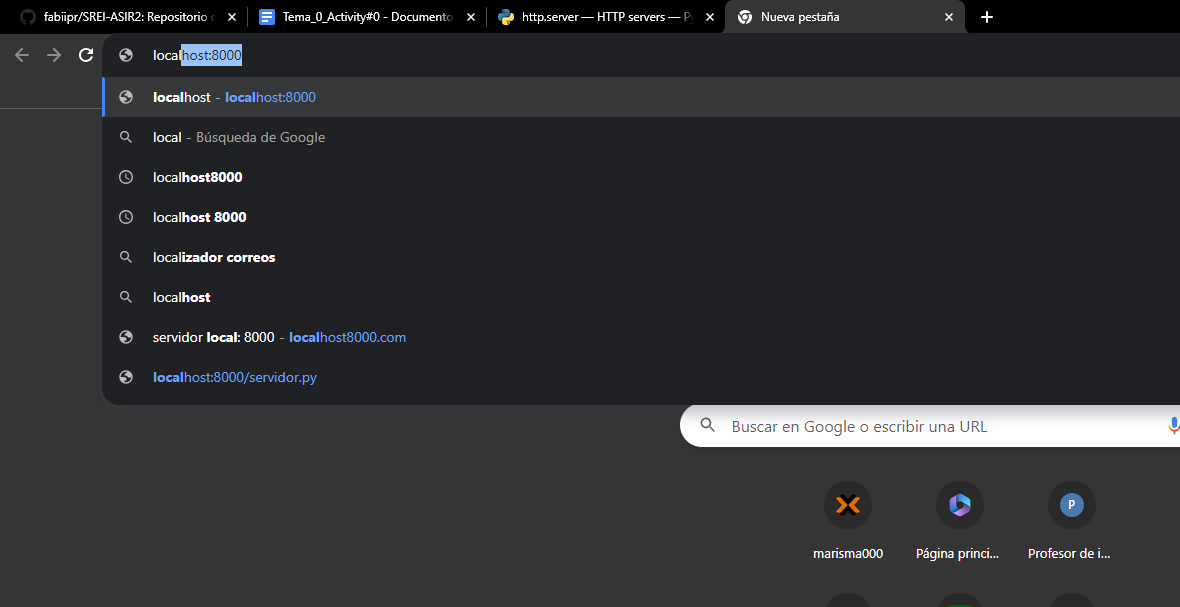 fabiipr/SREI-ASIR2: Repositorio
Tema_0_Activity#0 - Documento
http.server — HTTP servers —
Nueva pestaña
localhost:8000
localhost - localhost:8000
local - Búsqueda de Google
localhost8000
localhost 8000
localizador correos
localhost
servidor local: 8000 - localhost8000.com
localhost:8000/servidor.py
Buscar en Google o escribir una URL
P
marisma000
Página princi...
Profesor de i...